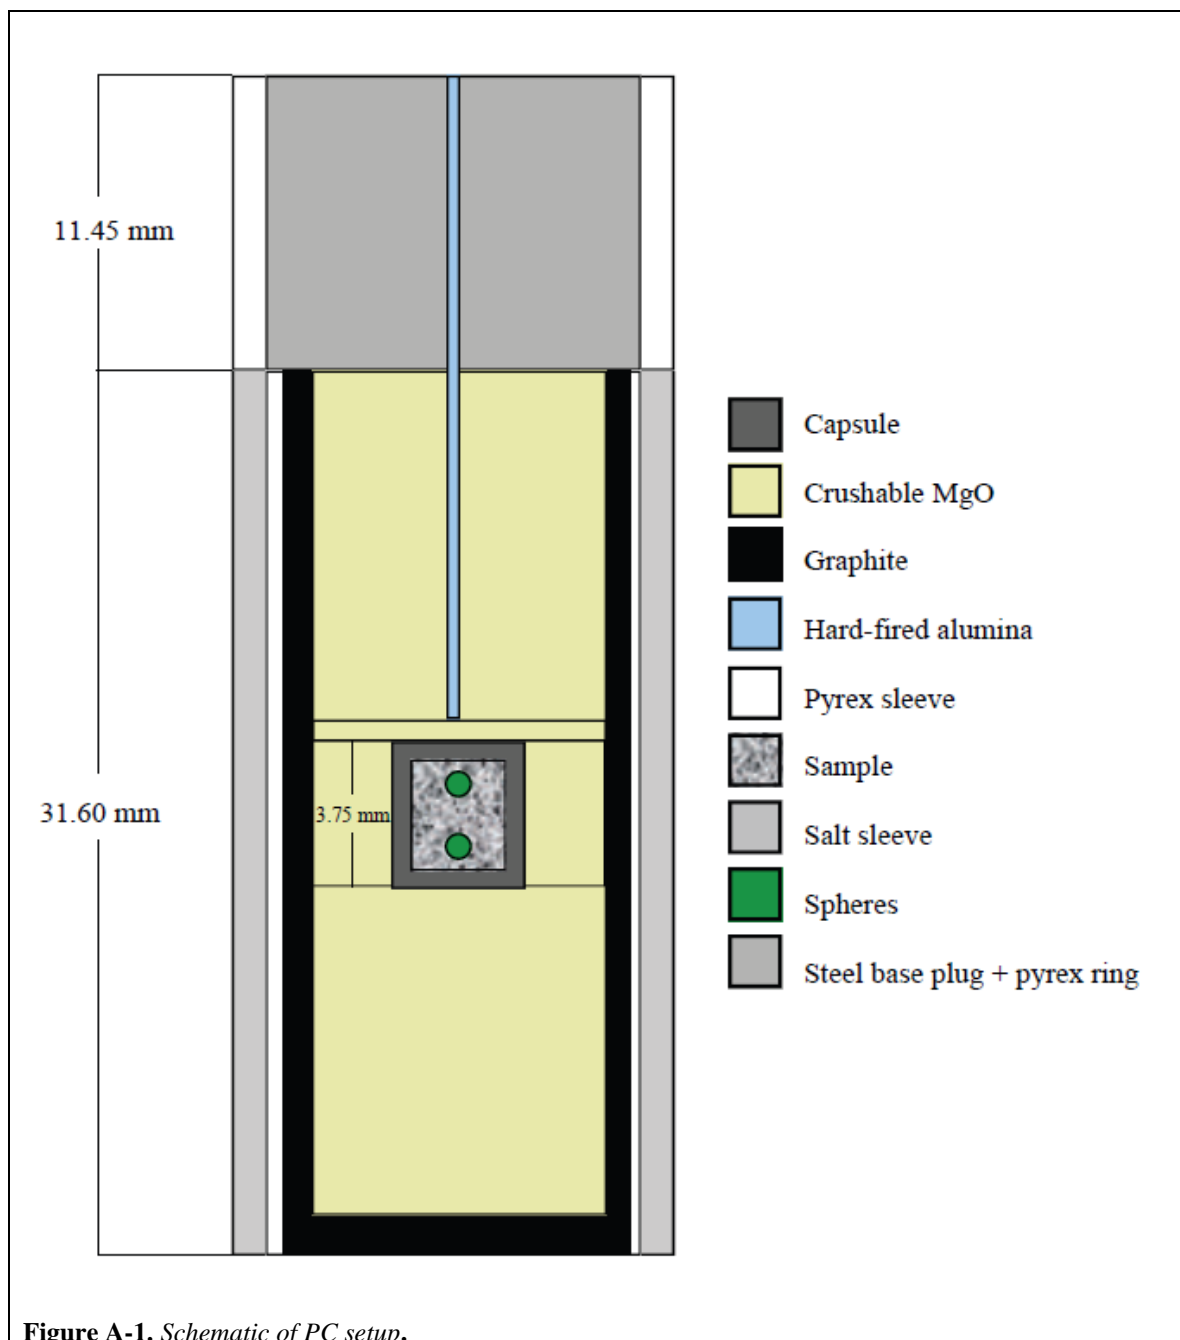 11.45 mm
31.60 mm
3.75 mm
Capsule
Crushable MgO
Graphite
Hard-fired alumina
Pyrex sleeve
Sample
Salt sleeve
Spheres
Steel base plug + pyrex ring
Figure A-1. Schematic of PC setup.